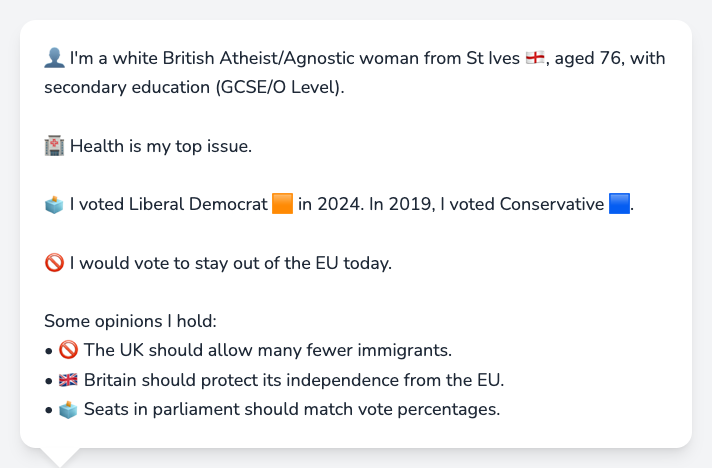 👤 I'm a white British Atheist/Agnostic woman from St Ives 🏴󠁧󠁢󠁥󠁮󠁧󠁿, aged 76, with
secondary education (GCSE/O Level).
🏥 Health is my top issue.
🗳️ I voted Liberal Democrat 🟧 in 2024. In 2019, I voted Conservative 🟦.
🚫 I would vote to stay out of the EU today.
Some opinions I hold:
• 🚫 The UK should allow many fewer immigrants.
• 🇬🇧 Britain should protect its independence from the EU.
• 🗳️ Seats in parliament should match vote percentages.